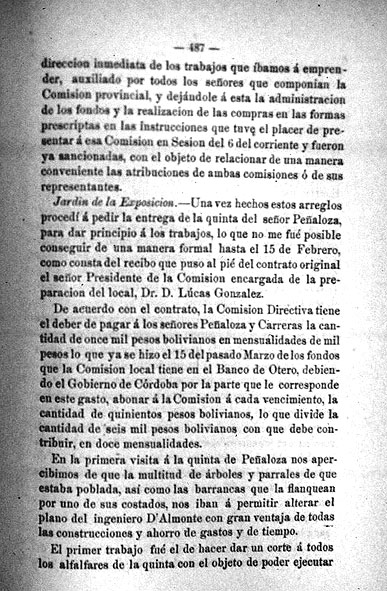 — 487 —
direccion inmediata de los trabajos que íbamos á empren-
der, auxiliado por todos los señores que componian la
Comision provincial, y dejándole á esta la administracion
de los fondos y la realizacion de las compras en las formas
prescriptas en las instrucciones que tuve el placer de pre-
sentar á esa Comision en Sesion del 6 del corriente y fueron
ya sancionadas, con el objeto de relacionar de una manera
conveniente las atribuciones de ambas comisiones ó de sus
representantes.
Jardin de la Exposicion.—Una vez hechos estos arreglos
procedí á pedir la entrega de la quinta del señor Peñaloza,
para dar principio á los trabajos, lo que no me fué posible
conseguir de una manera formal hasta el 15 de Febrero,
como consta del recibo que puso al pié del contrato original
el señor Presidente de la Comision encargada de la pre-
paracion del local, Dr. D. Lúcas Gonzalez.
De acuerdo con el contrato, la Comision Directiva tiene
el deber de pagar á los señores Peñaloza y Carreras la can-
tidad de once mil pesos bolivianos en mensualidades de mil
pesos lo que ya se hizo el 15 del pasado Marzo de los fondos
que la Comision local tiene en el Banco de Otero, debien-
do el Gobierno de Córdoba por la parte que le corresponde
en este gasto, abonar á la Comision á cada vencimiento, la
cantidad de quinientos pesos bolivianos, lo que divide la
cantidad de seis mil pesos bolivianos con que debe con-
tribuir, en doce mensualidades.
En la primera visita á la quinta de Peñaloza nos aper-
cibimos de que la multitud de árboles y parrales de que
estaba poblada, así como las barrancas que la flanquean
por uno de sus costados, nos iban á permitir alterar el
plano del ingeniero D'Almonte con gran ventaja de todas
las construcciones y ahorro de gastos y de tiempo.
El primer trabajo fué el de hacer dar un corte á todos
los alfalfares de la quinta con el objeto de poder ejecutar